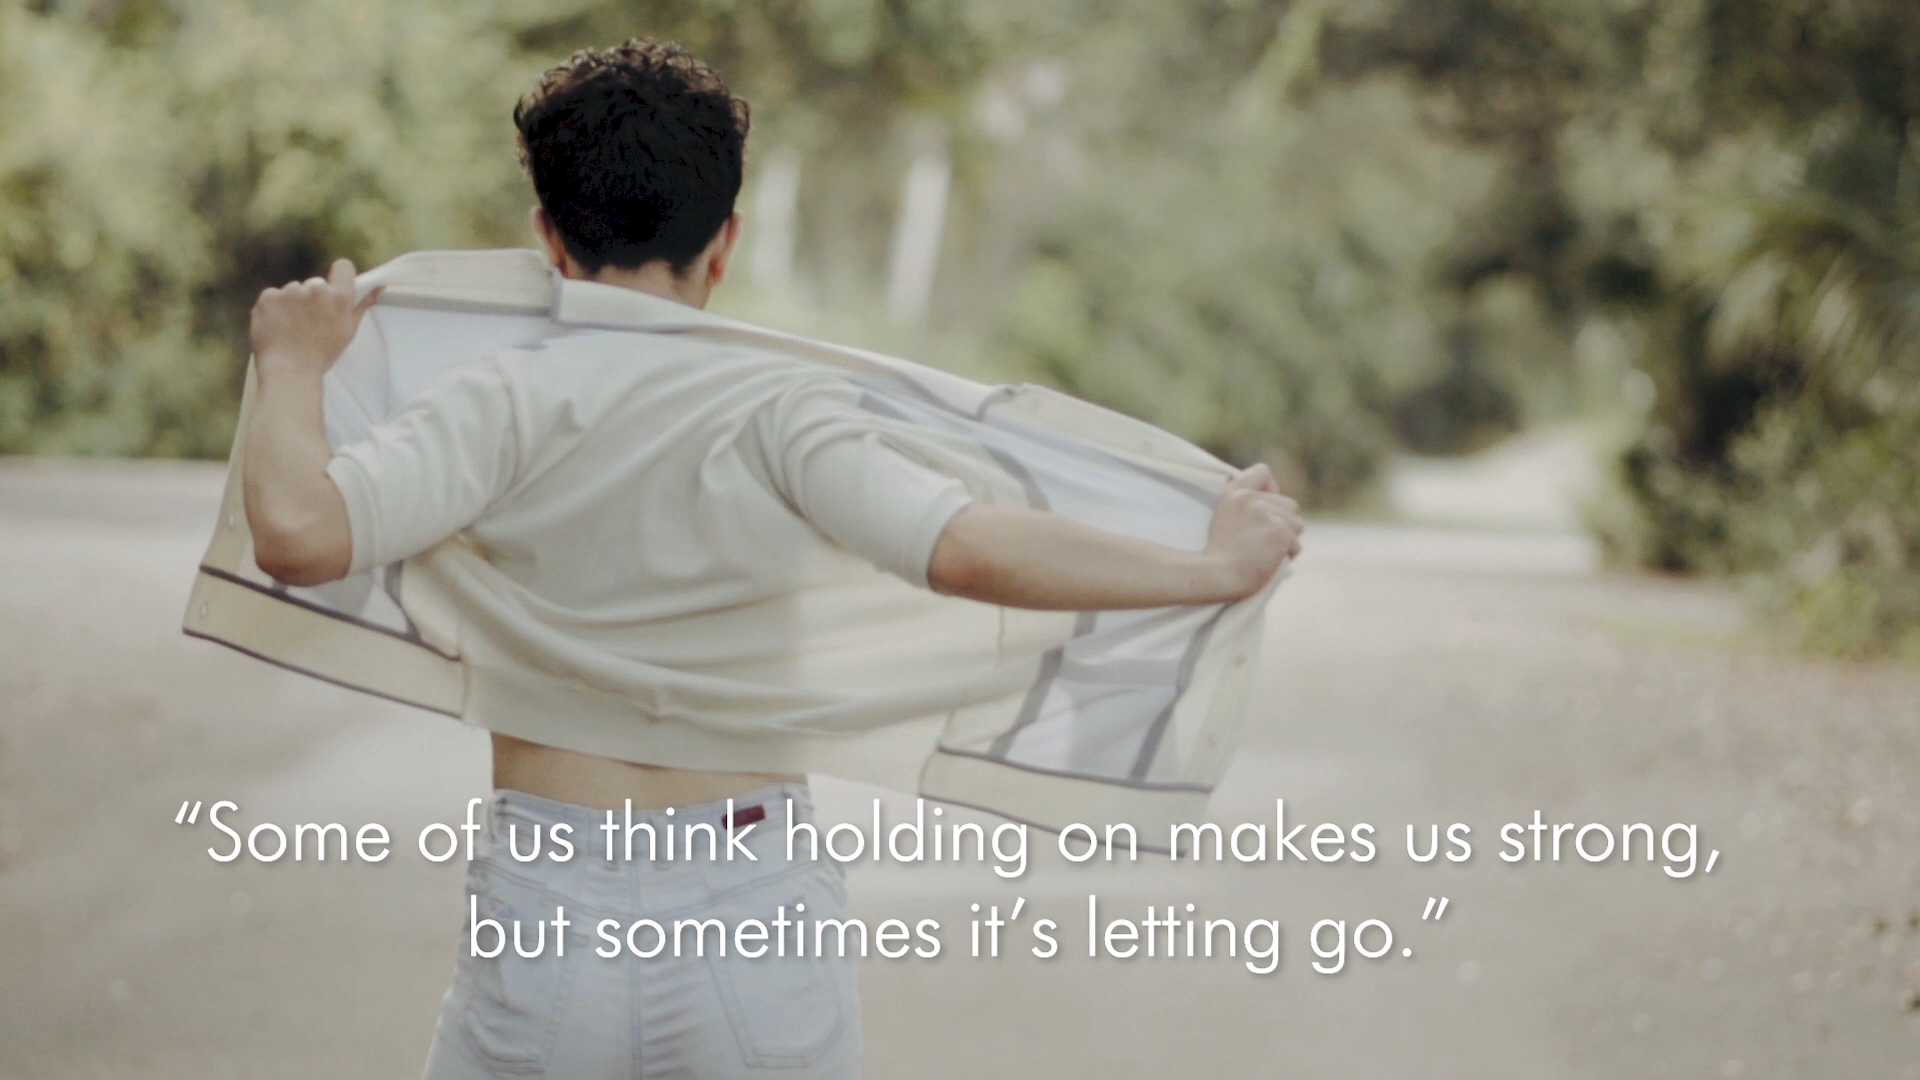 “Some of us think holding on makes us strong,
but sometimes it’s letting go.”